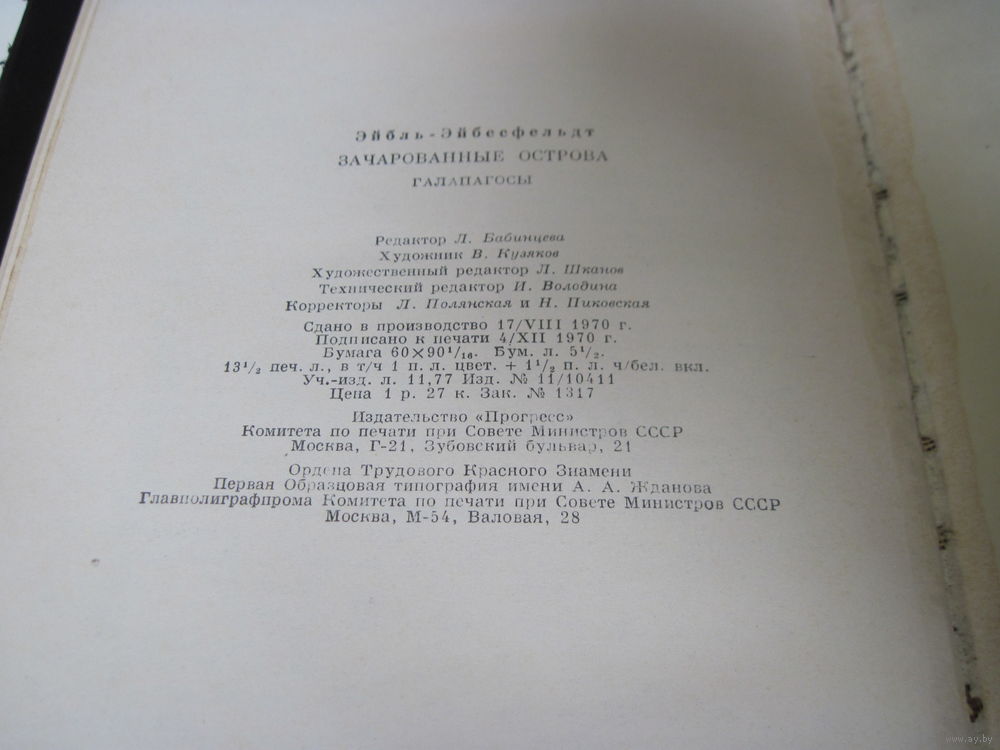 Эйбль-Эйбесфельдт
ЗАЧАРОВАННЫЕ ОСТРОВА
ГАЛАПАГОСЫ
Редактор Л. Бабинцева
Художник В. Кузяков
Художественный редактор Л. Шканов
Технический редактор И. Володина
Корректоры Л. Полянская и Н. Пиковская
Сдано в производство 17/VIII 1970 г.
Подписано к печати 4/XII 1970 г.
Бумага 60×90¹/₁₆. Бум. л. 5¹/₂.
13¹/₂ печ. л., в т/ч 1 п. л. цвет. + 1¹/₂ п. л. ч/бел. вкл.
Уч.-изд. л. 11,77 Изд. № 11/10411
Цена 1 р. 27 к. Зак. № 1317
Издательство «Прогресс»
Комитета по печати при Совете Министров СССР
Москва, Г-21, Зубовский бульвар, 21
Ордена Трудового Красного Знамени
Первая Образцовая типография имени А. А. Жданова
Главполиграфпрома Комитета по печати при Совете Министров СССР
Москва, М-54, Валовая, 28
www.ay.by